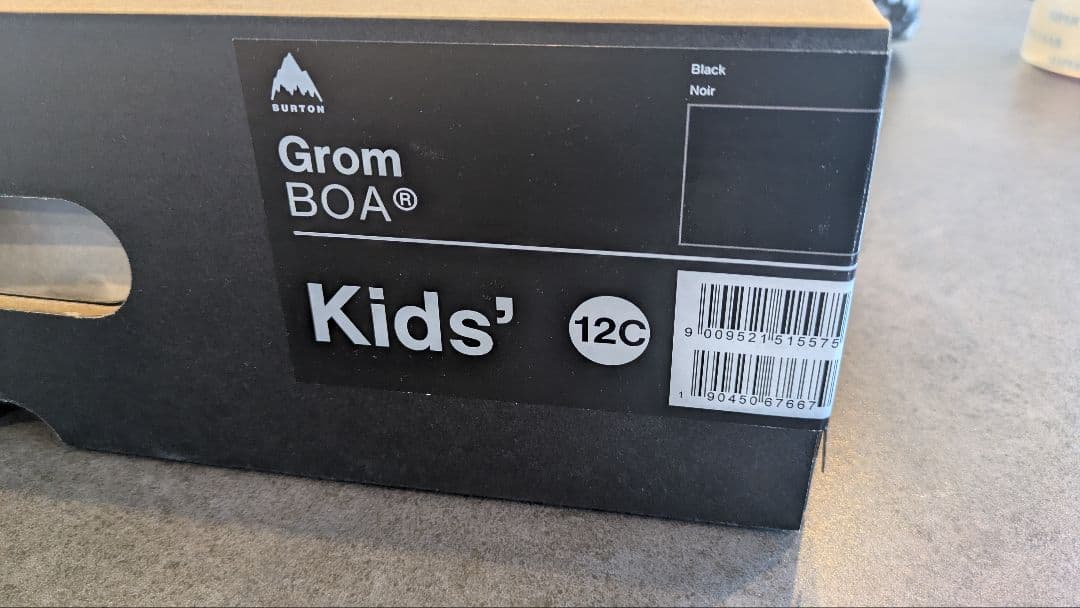 BURTON
Grom
BOA®
Black
Noir
Kids’
12C
9 009521 515575
1 90450 67667